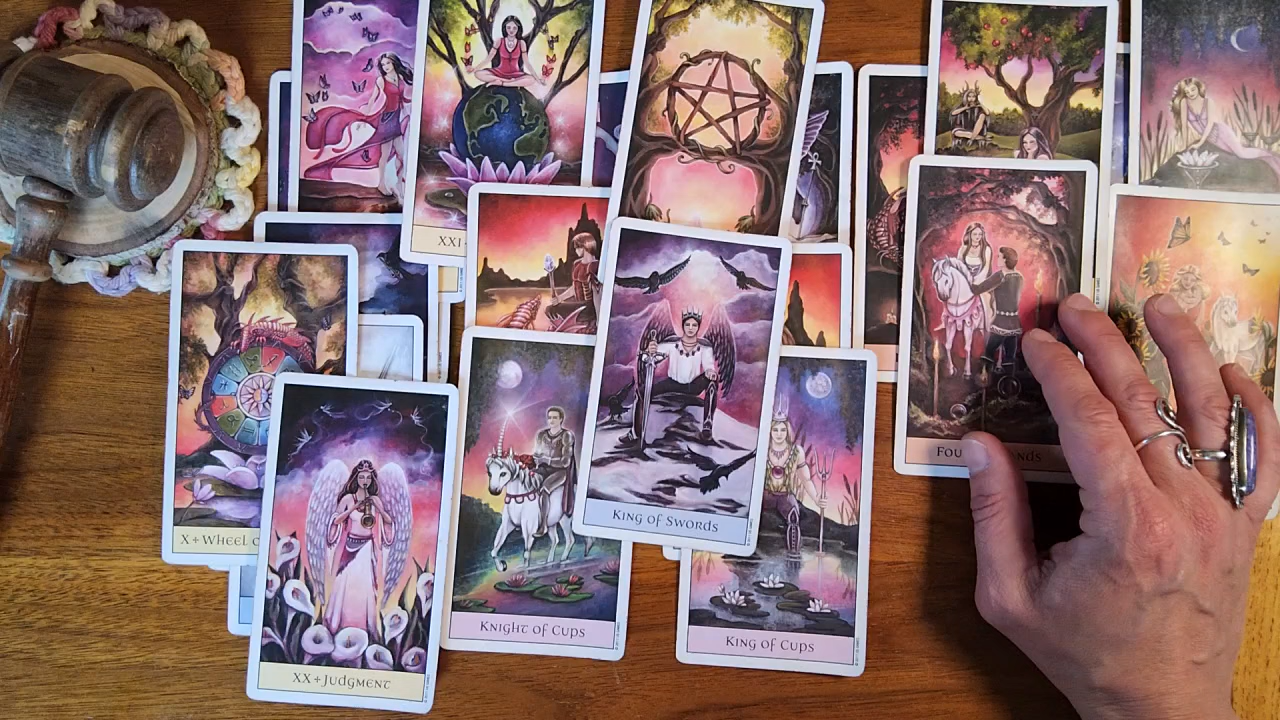 XXI
FOU
NDS
KING OF SWORDS
X+WHEEL O
KNIGHT OF CUPS
KING OF CUPS
XX+JUDGMENT